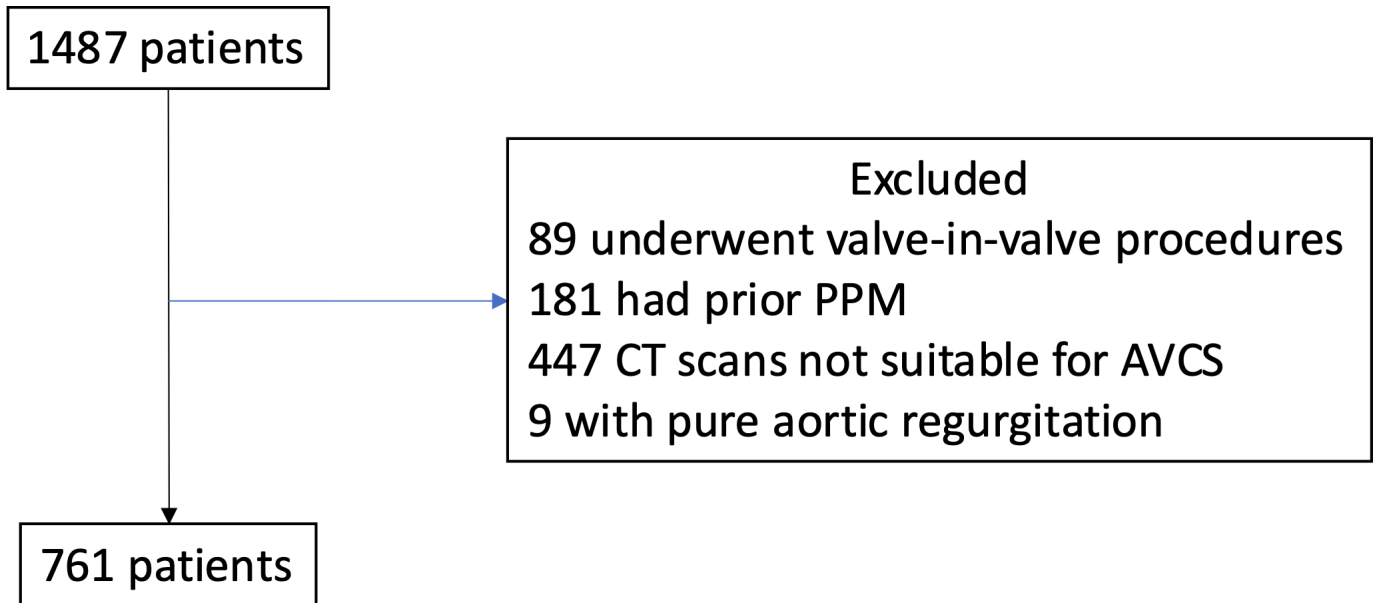 1487 patients
Excluded
89 underwent valve-in-valve procedures
181 had prior PPM
447 CT scans not suitable for AVCS
9 with pure aortic regurgitation
761 patients